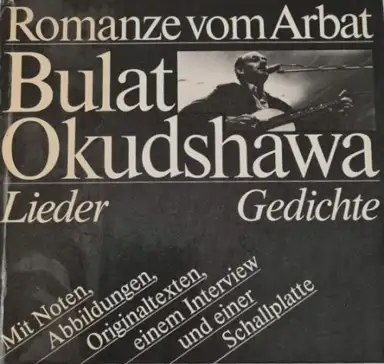 Romanze vom Arbat
Bulat
Okudshawa
Lieder Gedichte
Mit Noten,
Abbildungen,
Originaltexten,
einem Interview
und einer
Schallplatte